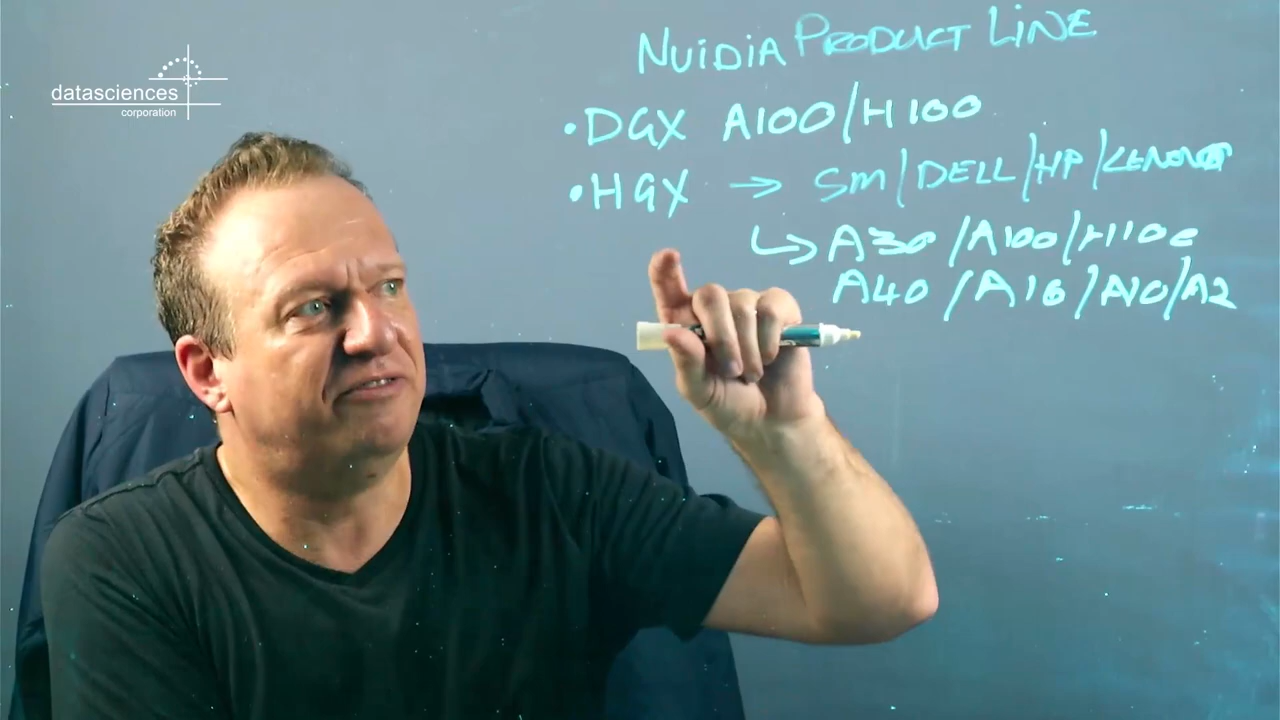 datasciences
corporation
NVIDIA PRODUCT LINE
• DGX A100/H100
• HGX → SM/DELL/HP/LENOVO
↳ A30/A100/H100
A40/A16/A10/A2